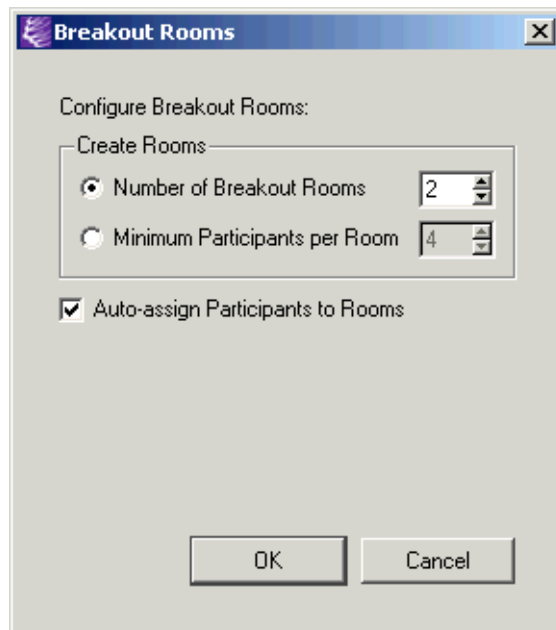 Breakout Rooms
Configure Breakout Rooms:
Create Rooms
Number of Breakout Rooms 2
Minimum Participants per Room 4
Auto-assign Participants to Rooms
OK Cancel